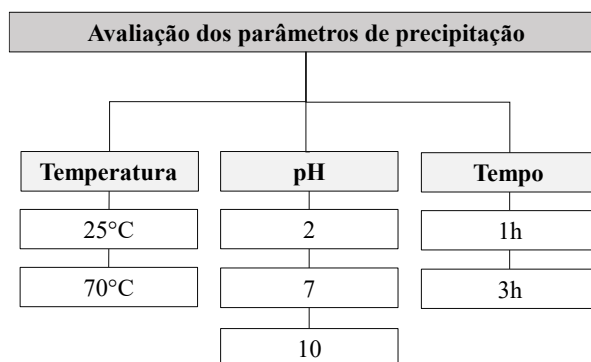 Avaliação dos parâmetros de precipitação
Temperatura
25°C
70°C
pH
2
7
10
Tempo
1h
3h